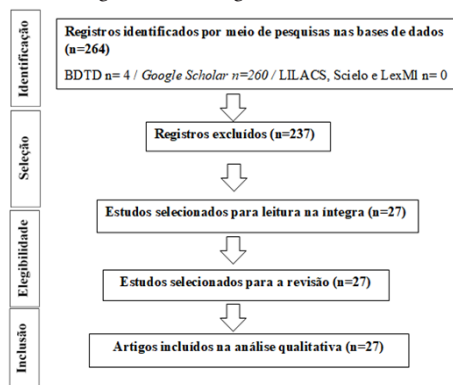 Identificação
Registros identificados por meio de pesquisas nas bases de dados
(n=264)
BDTD n= 4 / Google Scholar n=260 / LILACS, Scielo e LexMl n= 0
Seleção
Registros excluídos (n=237)
Estudos selecionados para leitura na íntegra (n=27)
Elegibilidade
Estudos selecionados para a revisão (n=27)
Inclusão
Artigos incluídos na análise qualitativa (n=27)